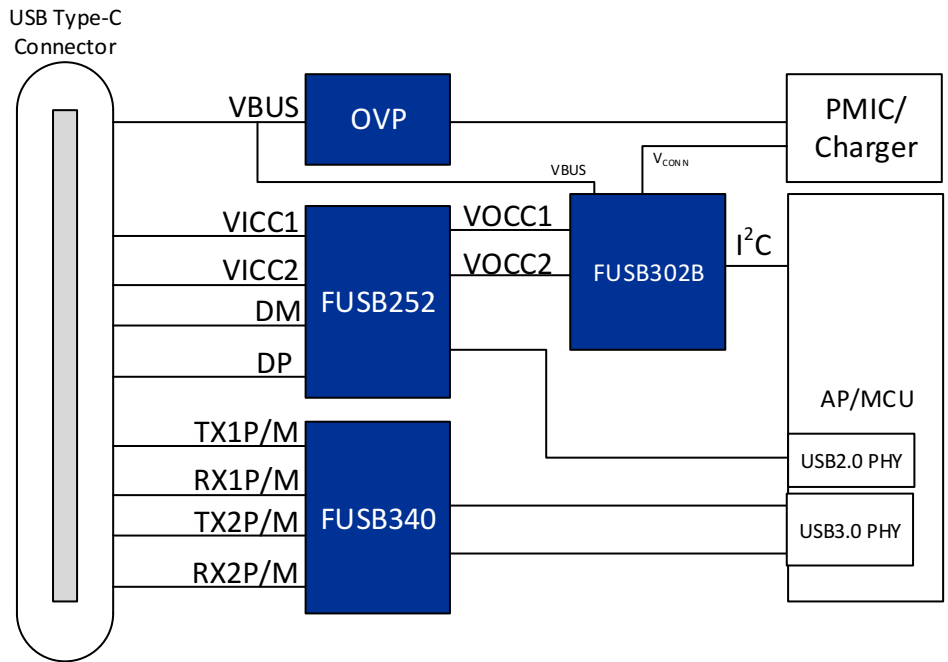 USB Type-C
Connector
VBUS
OVP
PMIC/
Charger
VBUS
VCONN
VICC1
VOCC1
VICC2
VOCC2
I²C
FUSB302B
FUSB252
DM
DP
AP/MCU
TX1P/M
USB2.0 PHY
RX1P/M
FUSB340
TX2P/M
USB3.0 PHY
RX2P/M